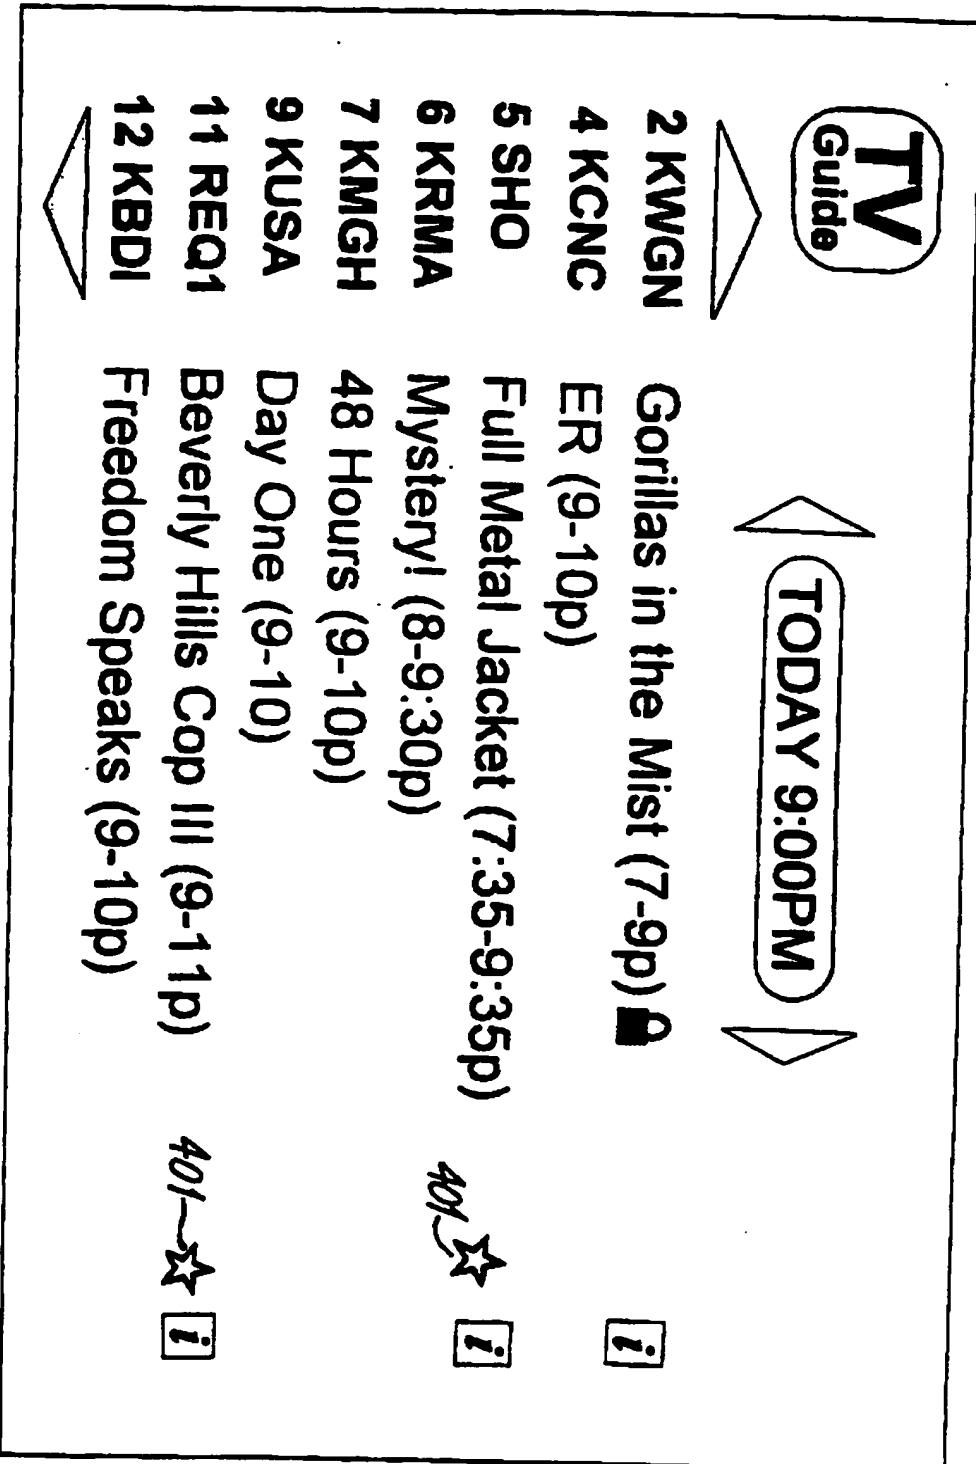 TV
Guide
TODAY 9:00PM
2 KWGN Gorillas in the Mist (7-9p) i
4 KCNC ER (9-10p)
5 SHO Full Metal Jacket (7:35-9:35p) 401 i
6 KRMA Mystery! (8-9:30p)
7 KMGH 48 Hours (9-10p)
9 KUSA Day One (9-10)
11 REQ1 Beverly Hills Cop III (9-11p) 401 i
12 KBDI Freedom Speaks (9-10p)